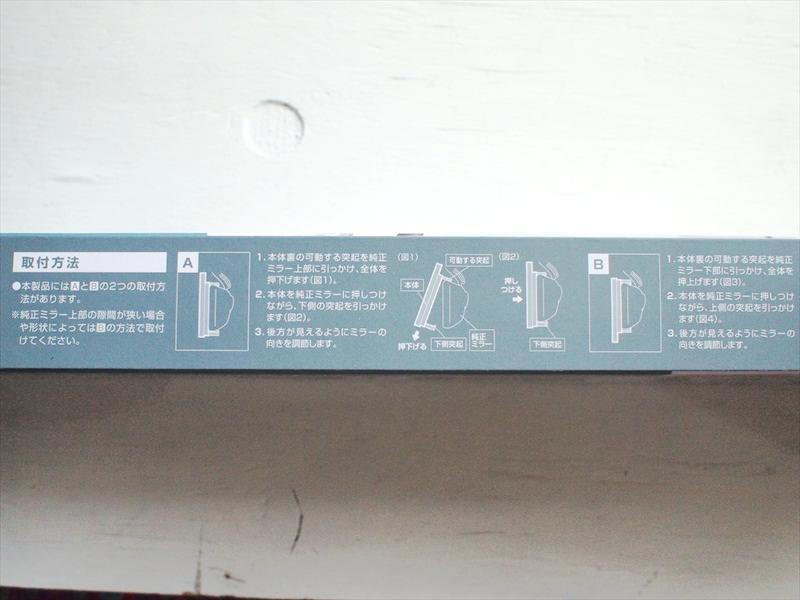 取付方法
●本製品にはAとBの2つの取付方
法があります。
※純正ミラー上部の隙間が狭い場合
や形状によってはBの方法で取付
けてください。
A
1. 本体裏の可動する突起を純正
ミラー上部に引っかけ、全体を
押下げます(図1)。
2. 本体を純正ミラーに押しつけ
ながら、下側の突起を引っかけ
ます(図2)。
3. 後方が見えるようにミラーの
向きを調節します。
(図1)
可動する突起
本体
押下げる
下側突起
純正
ミラー
(図2)
押し
つける
下側突起
B
1. 本体裏の可動する突起を純正
ミラー下部に引っかけ、全体を
押上げます(図3)。
2. 本体を純正ミラーに押しつけ
ながら、上側の突起を引っかけ
ます(図4)。
3. 後方が見えるようにミラーの
向きを調節します。